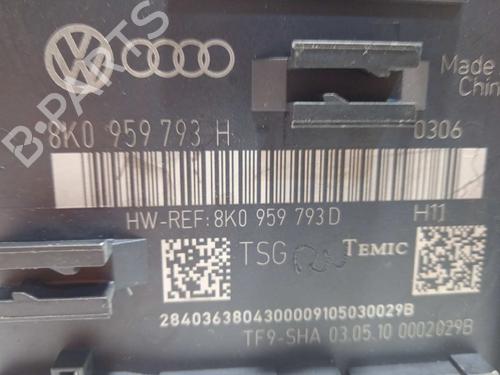 Made
Chin
8K0 959 793 H
0306
HW-REF: 8K0 959 793 D
H11
TSG
TEMIC
2840363804300009105030029B
TF9-SHA 03.05.10 0002029B
B-PARTS